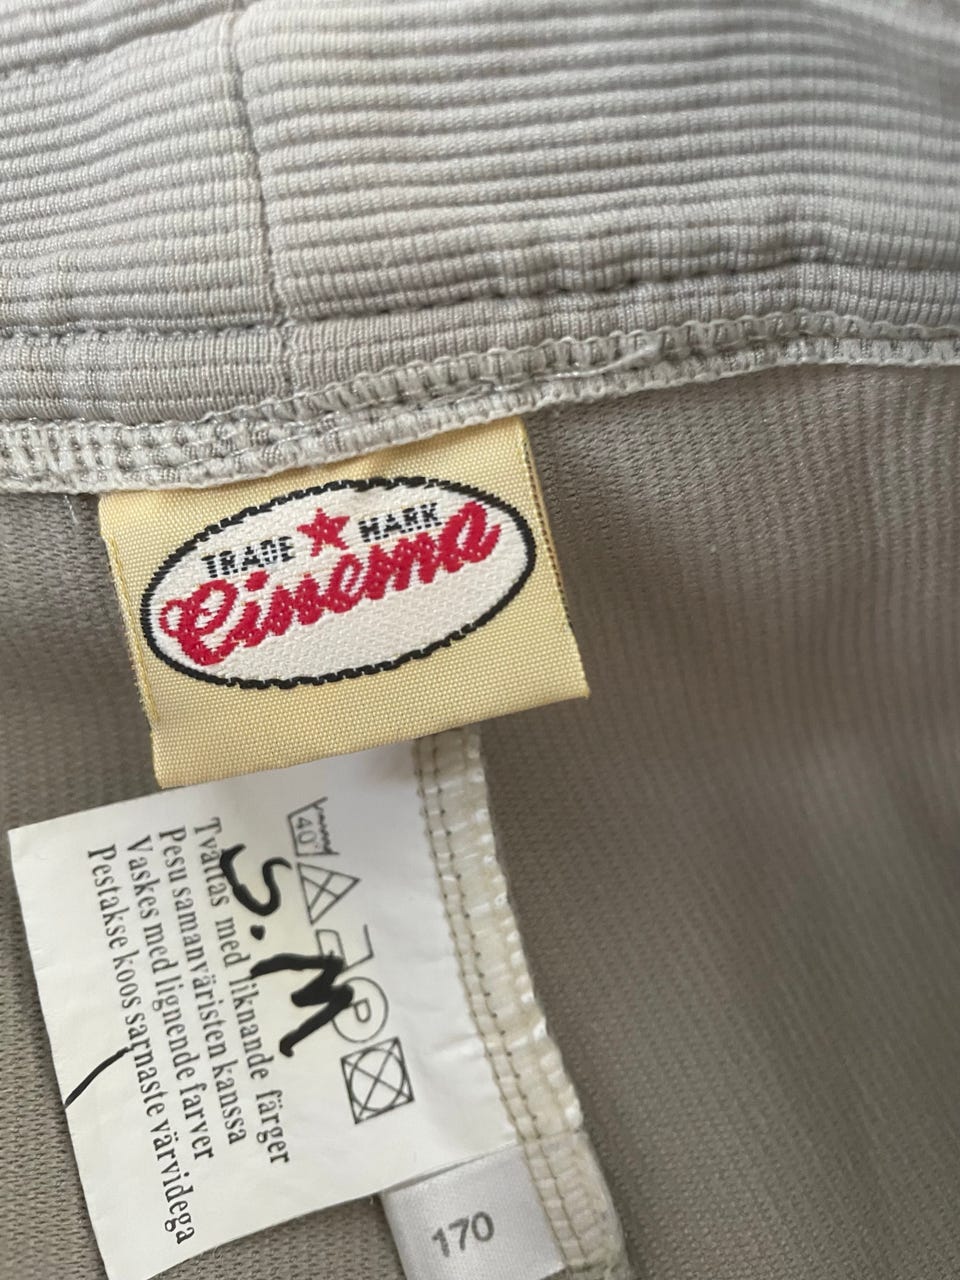 TRADE ★ MARK
Cinema
40°
P
S.M
Tvättas med liknande färger
Pesu samanväristen kanssa
Vaskes med lignende farver
Pestakse koos sarnaste värvidega
170